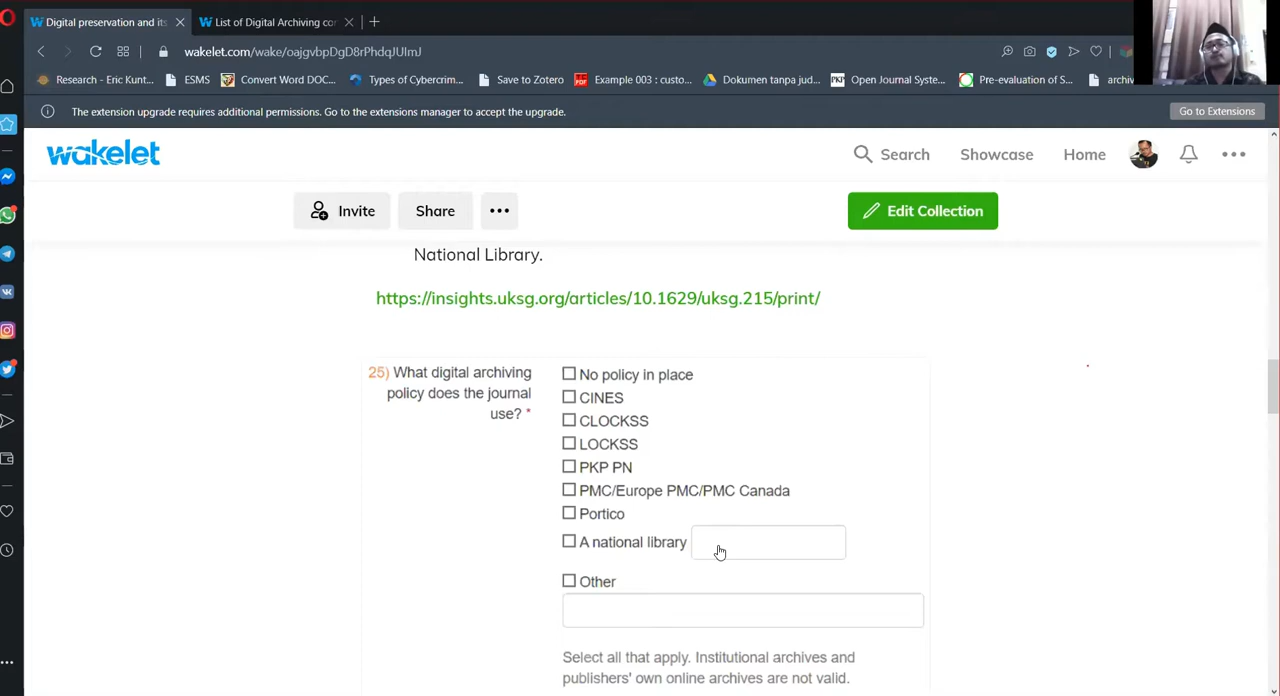 Digital preservation and its
List of Digital Archiving co
wakelet.com/wake/oajgvbpDgD8rPhdqJUImJ
Research - Eric Kunt...
ESMS
Convert Word DOC...
Types of Cybercrim...
Save to Zotero
Example 003 : custo...
Dokumen tanpa jud...
Open Journal Syste...
Pre-evaluation of S...
archiv
The extension upgrade requires additional permissions. Go to the extensions manager to accept the upgrade.
Go to Extensions
wakelet
Search
Showcase
Home
Invite
Share
Edit Collection
National Library.
https://insights.uksg.org/articles/10.1629/uksg.215/print/
25) What digital archiving
policy does the journal
use? *
No policy in place
CINES
CLOCKSS
LOCKSS
PKP PN
PMC/Europe PMC/PMC Canada
Portico
A national library
Other
Select all that apply. Institutional archives and
publishers' own online archives are not valid.